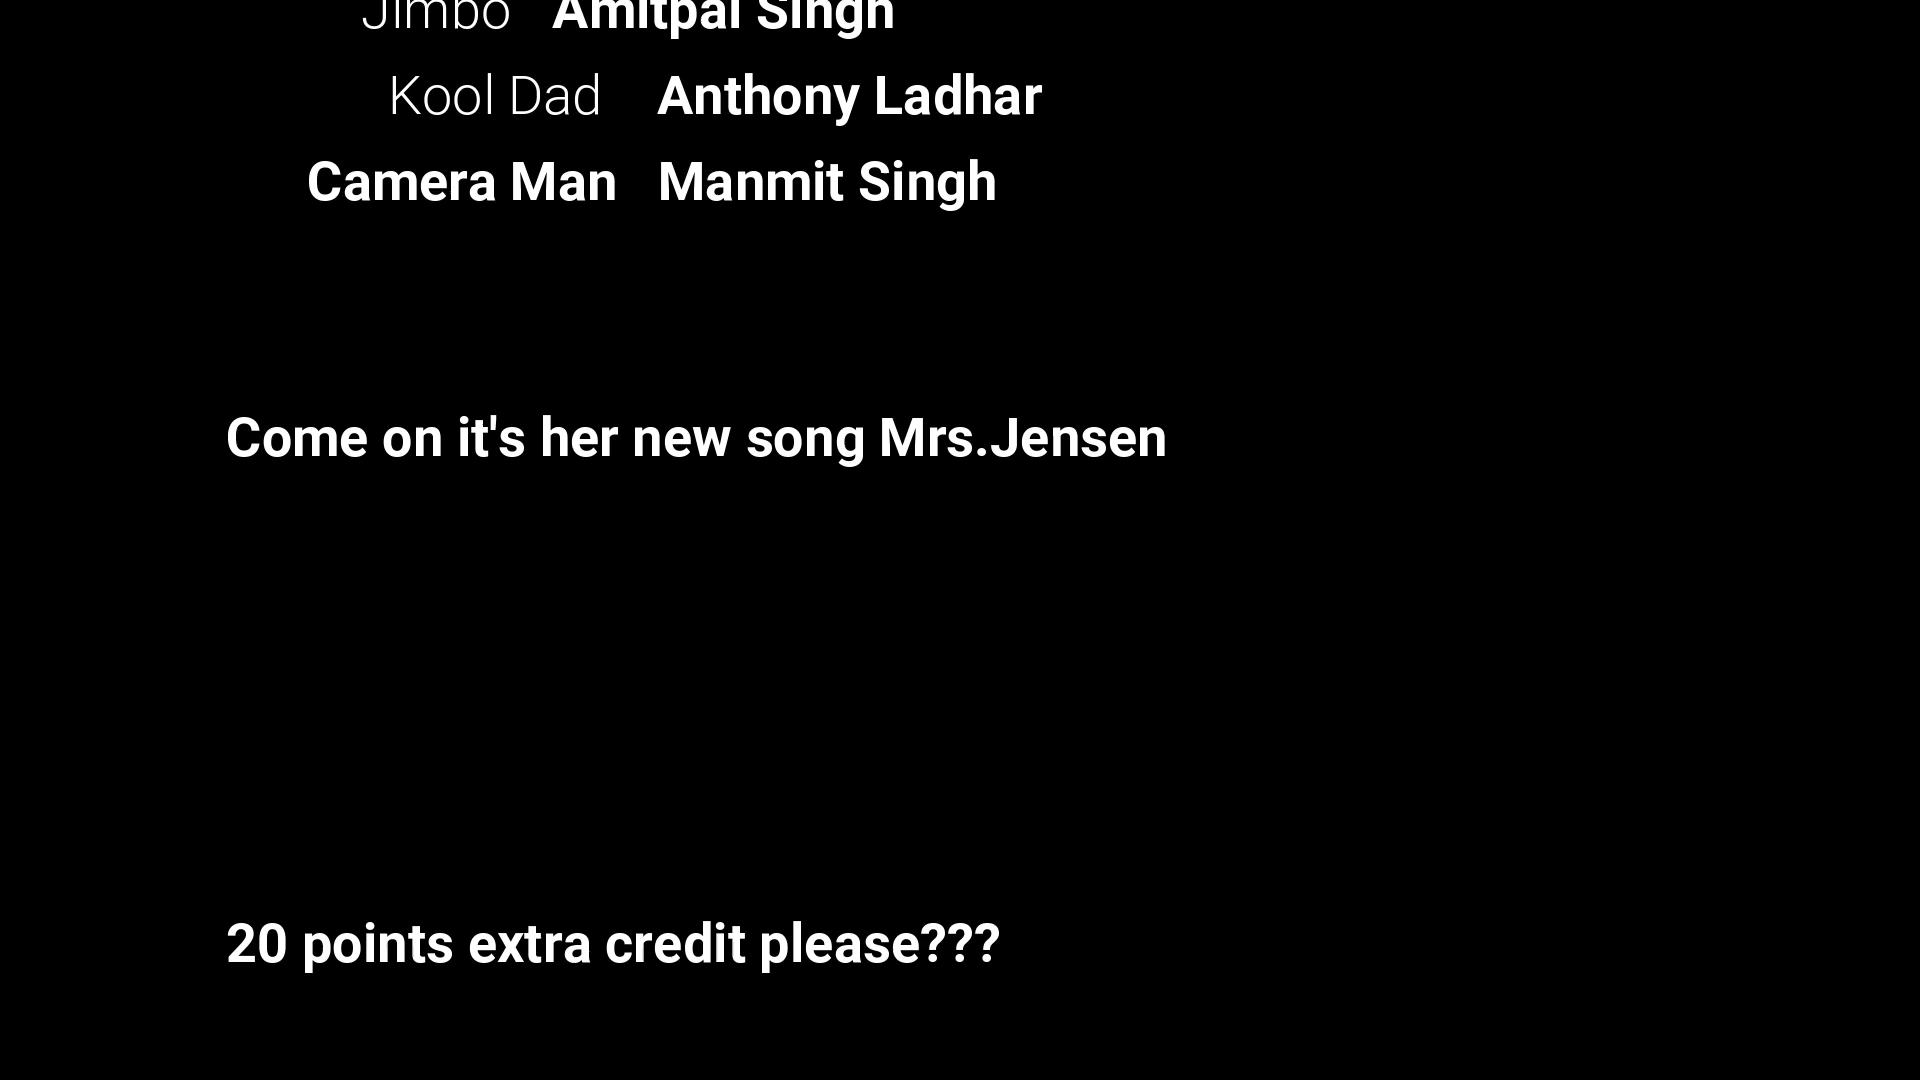 Jimbo Amitpal Singh
Kool Dad Anthony Ladhar
Camera Man Manmit Singh
Come on it's her new song Mrs.Jensen
20 points extra credit please???